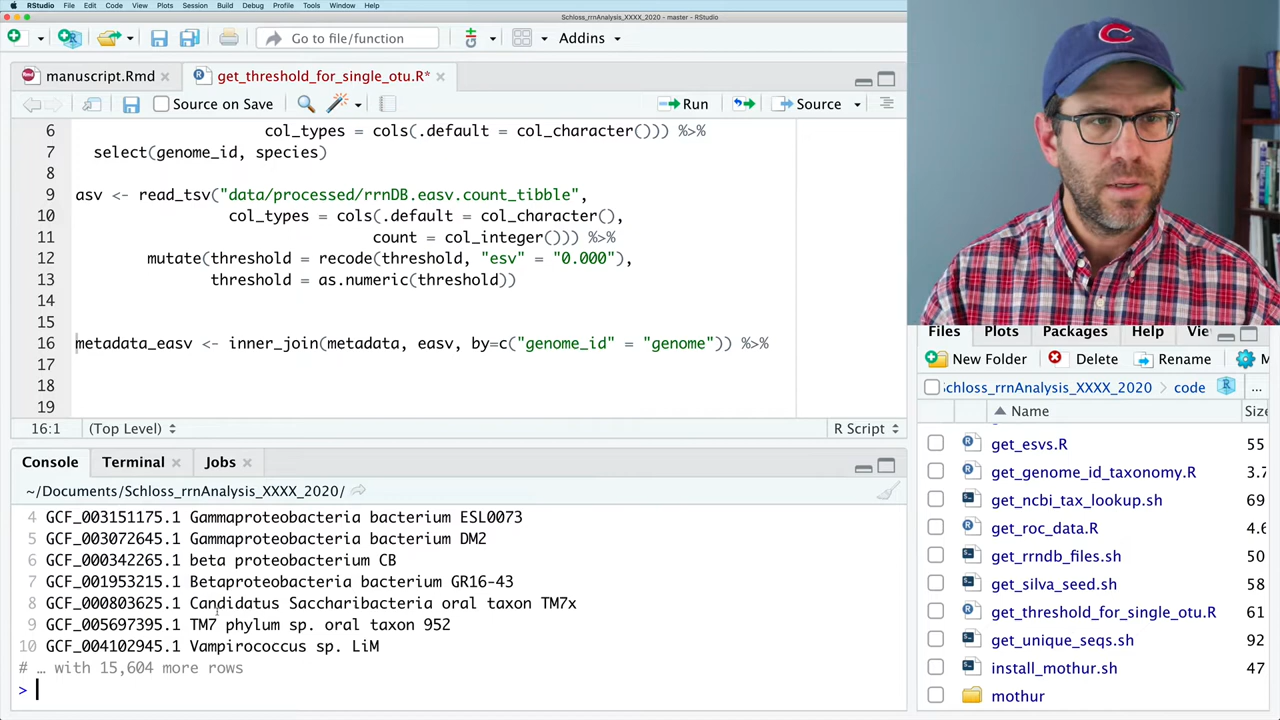 RStudio File Edit Code View Plots Session Build Debug Profile Tools Window Help
Schloss_rrnAnalysis_XXXX_2020 - master - RStudio
Go to file/function
Addins
manuscript.Rmd
get_threshold_for_single_otu.R*
Source on Save
Run
Source
6 col_types = cols(.default = col_character())) %>%
7 select(genome_id, species)
8
9 asv <- read_tsv("data/processed/rrnDB.easv.count_tibble",
10 col_types = cols(.default = col_character(),
11 count = col_integer())) %>%
12 mutate(threshold = recode(threshold, "esv" = "0.000"),
13 threshold = as.numeric(threshold))
14
15
16 metadata_easv <- inner_join(metadata, easv, by=c("genome_id" = "genome")) %>%
17
18
19
16:1 (Top Level) R Script
Console Terminal Jobs
~/Documents/Schloss_rrnAnalysis_XXXX_2020/
4 GCF_003151175.1 Gammaproteobacteria bacterium ESL0073
5 GCF_003072645.1 Gammaproteobacteria bacterium DM2
6 GCF_000342265.1 beta proteobacterium CB
7 GCF_001953215.1 Betaproteobacteria bacterium GR16-43
8 GCF_000803625.1 Candidatus Saccharibacteria oral taxon TM7x
9 GCF_005697395.1 TM7 phylum sp. oral taxon 952
10 GCF_004102945.1 Vampirococcus sp. LiM
# … with 15,604 more rows
>
C
Files Plots Packages Help Vie
New Folder Delete Rename M
chloss_rrnAnalysis_XXXX_2020 > code ...
Name Size
get_esvs.R 55
get_genome_id_taxonomy.R 3.7
get_ncbi_tax_lookup.sh 69
get_roc_data.R 4.6
get_rrndb_files.sh 50
get_silva_seed.sh 58
get_threshold_for_single_otu.R 61
get_unique_seqs.sh 92
install_mothur.sh 47
mothur